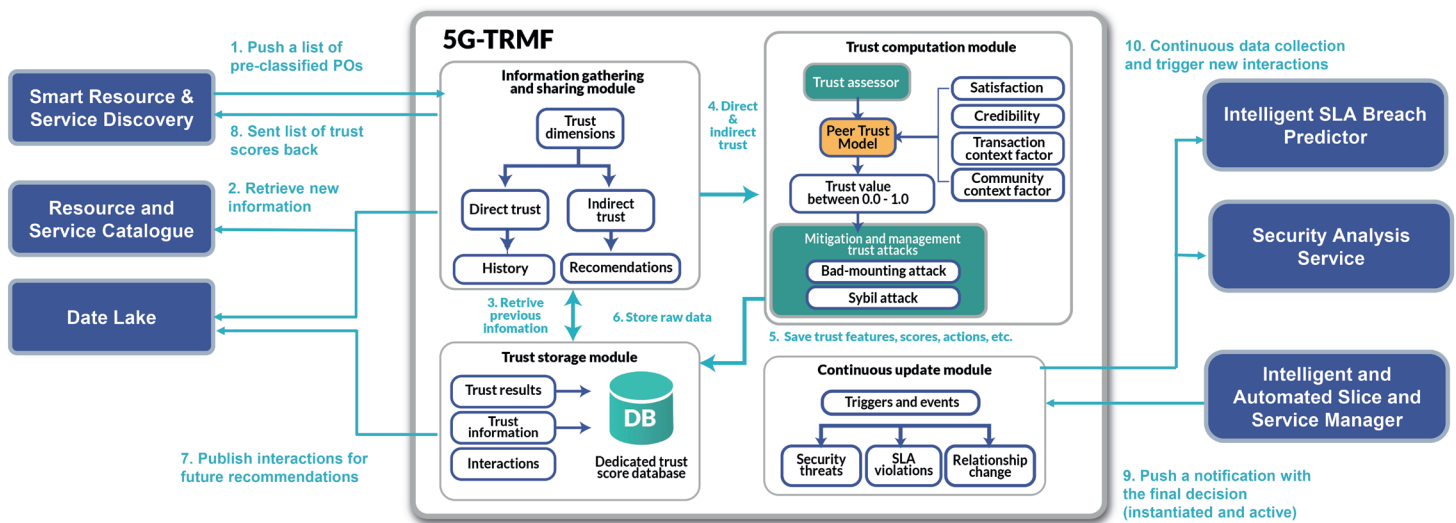 1. Push a list of
pre-classified POs
Smart Resource &
Service Discovery
8. Sent list of trust
scores back
2. Retrieve new
information
Resource and
Service Catalogue
Date Lake
7. Publish interactions for
future recommendations
5G-TRMF
Information gathering
and sharing module
Trust
dimensions
Direct trust
Indirect
trust
History
Recomendations
3. Retrive
previous
infomation
6. Store raw data
4. Direct
&
indirect
trust
Trust storage module
Trust results
Trust
information
Interactions
DB
Dedicated trust
score database
Trust computation module
Trust assessor
Peer Trust
Model
Satisfaction
Credibility
Transaction
context factor
Community
context factor
Trust value
between 0.0 - 1.0
Mitigation and management
trust attacks
Bad-mounting attack
Sybil attack
5. Save trust features, scores, actions, etc.
Continuous update module
Triggers and events
Security
threats
SLA
violations
Relationship
change
10. Continuous data collection
and trigger new interactions
Intelligent SLA Breach
Predictor
Security Analysis
Service
Intelligent and
Automated Slice and
Service Manager
9. Push a notification with
the final decision
(instantiated and active)